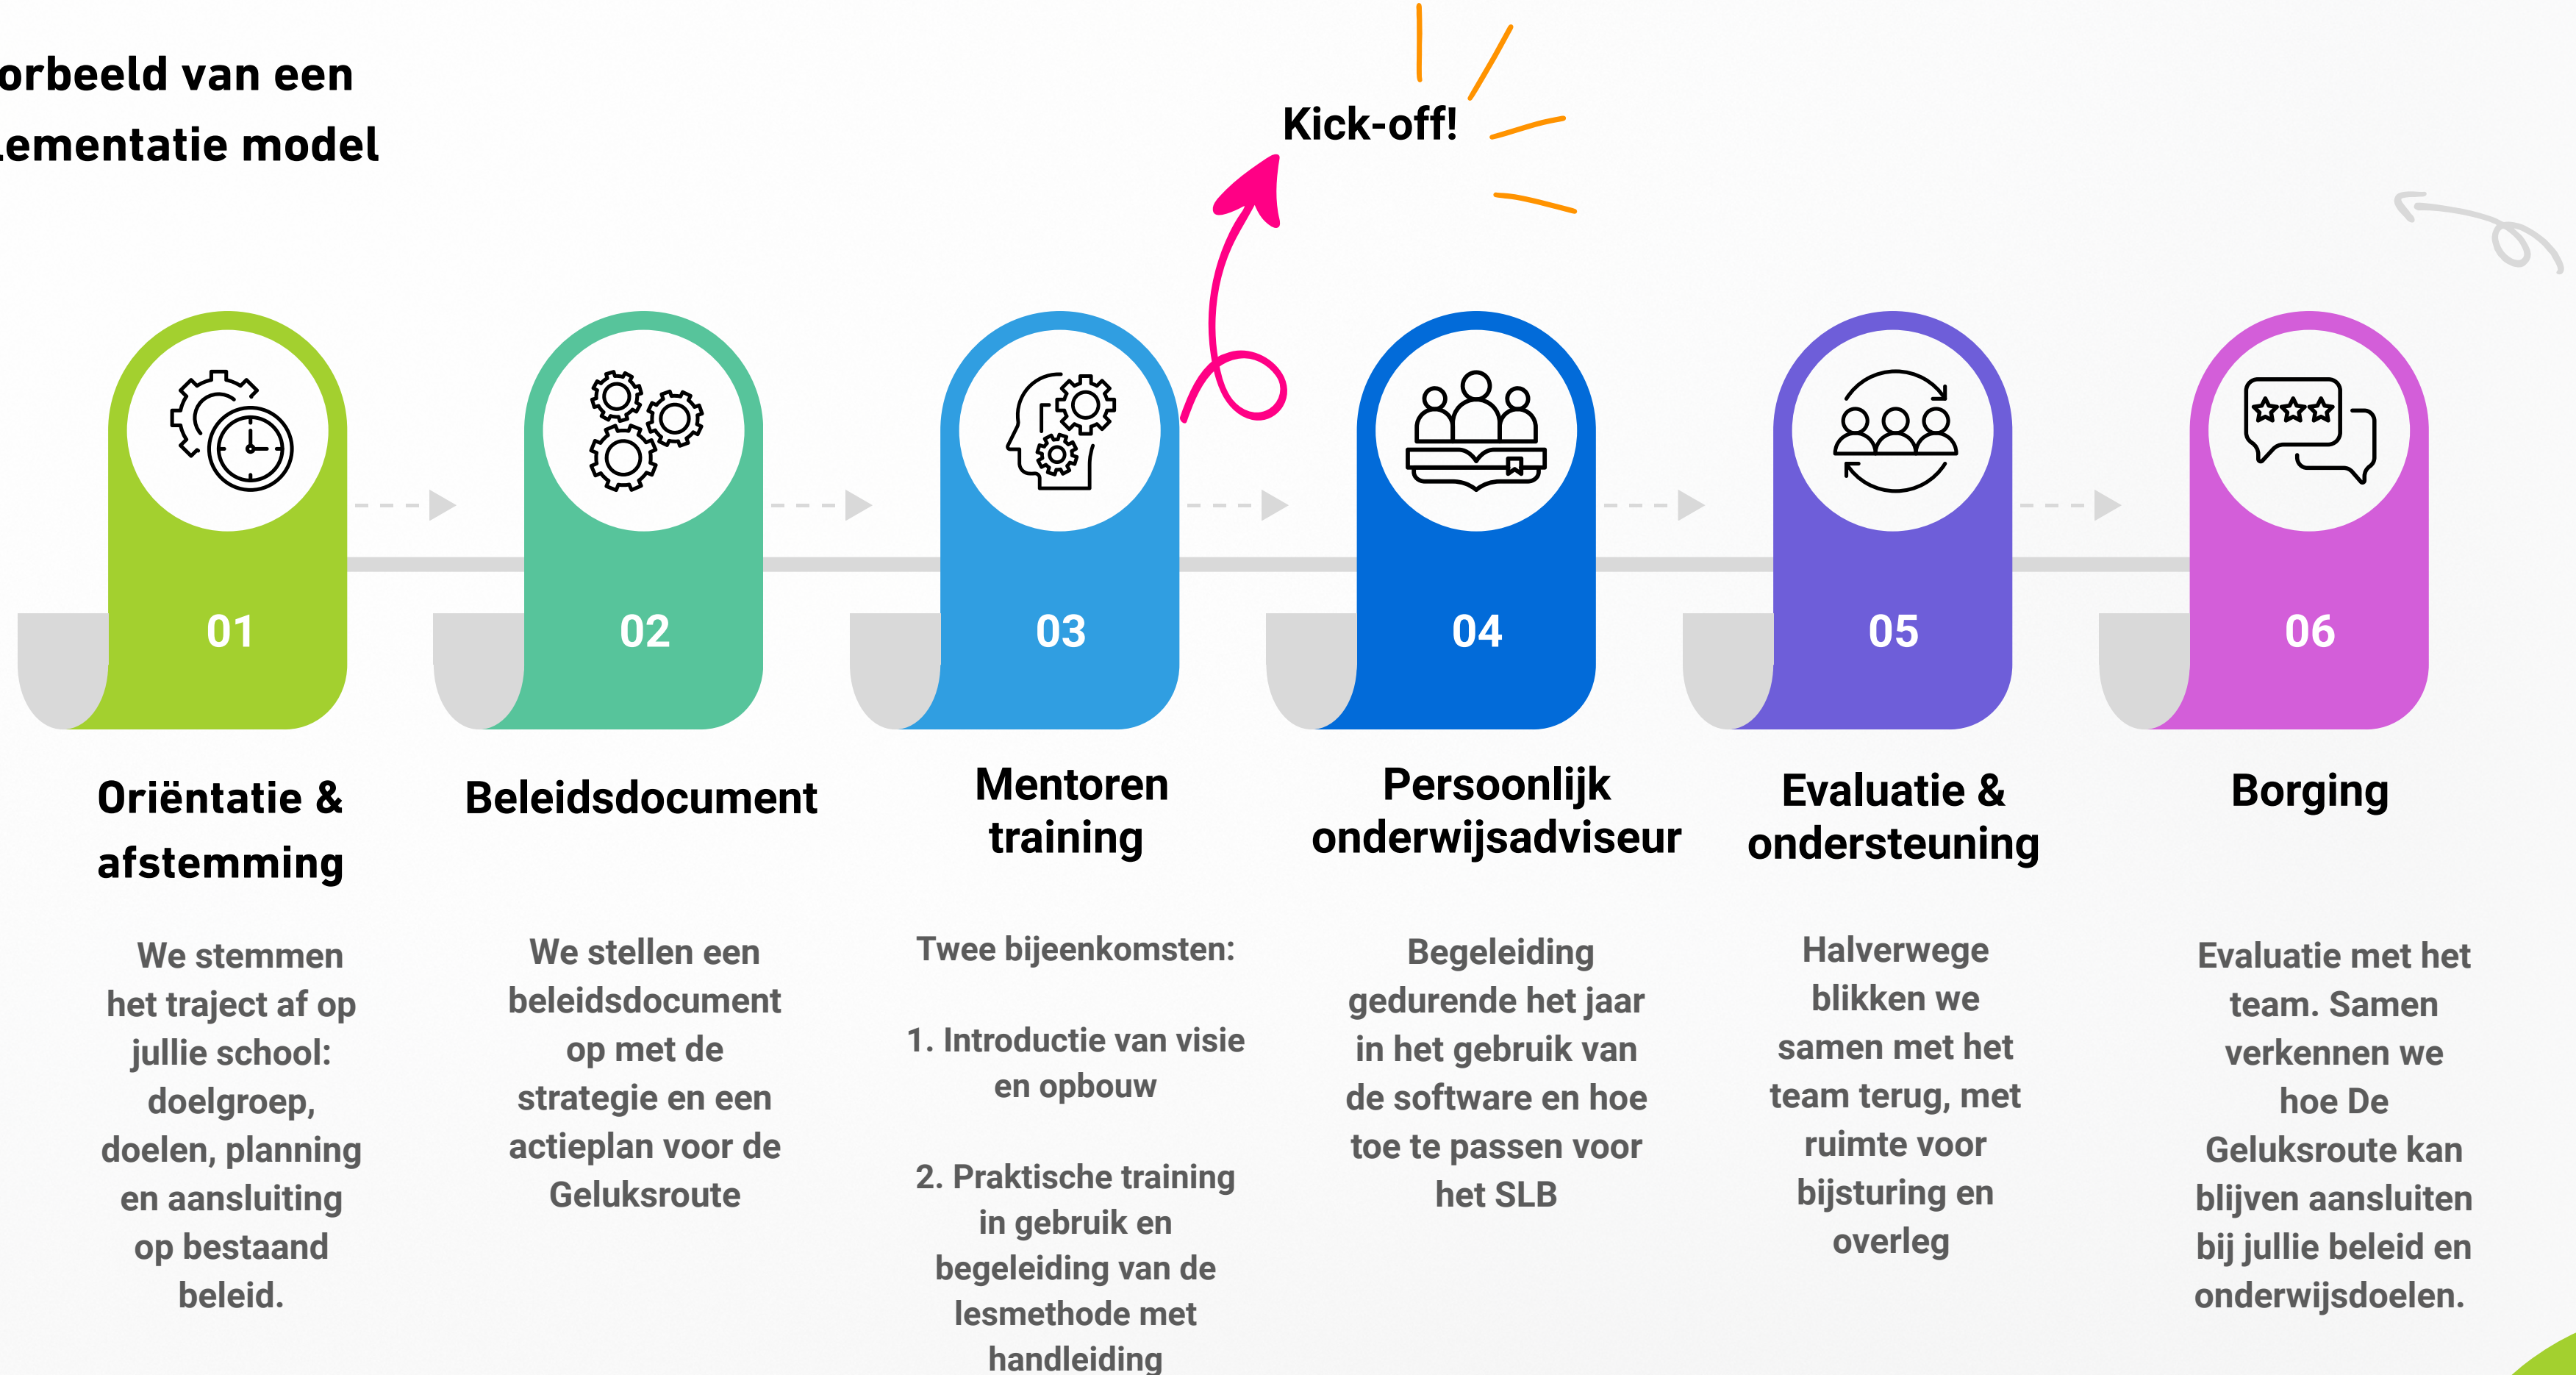 orbeeld van een
lementatie model
Kick-off!
01
02
03
04
05
06
Oriëntatie &
afstemming
We stemmen
het traject af op
jullie school:
doelgroep,
doelen, planning
en aansluiting
op bestaand
beleid.
Beleidsdocument
We stellen een
beleidsdocument
op met de
strategie en een
actieplan voor de
Geluksroute
Mentoren
training
Twee bijeenkomsten:
1. Introductie van visie
en opbouw
2. Praktische training
in gebruik en
begeleiding van de
lesmethode met
handleiding
Persoonlijk
onderwijsadviseur
Begeleiding
gedurende het jaar
in het gebruik van
de software en hoe
toe te passen voor
het SLB
Evaluatie &
ondersteuning
Halverwege
blikken we
samen met het
team terug, met
ruimte voor
bijsturing en
overleg
Borging
Evaluatie met het
team. Samen
verkennen we
hoe De
Geluksroute kan
blijven aansluiten
bij jullie beleid en
onderwijsdoelen.